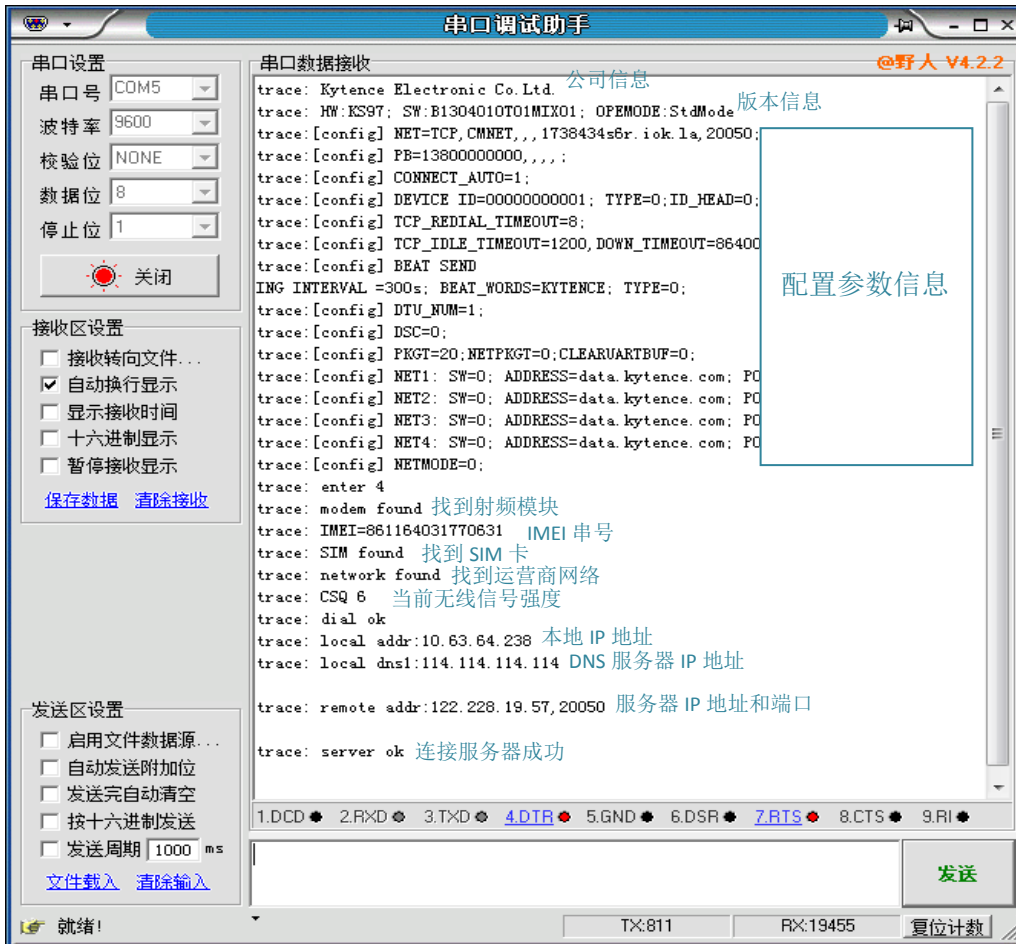 串口调试助手
串口设置
串口号 COM5
波特率 9600
校验位 NONE
数据位 8
停止位 1
关闭
接收区设置
接收转向文件...
自动换行显示
显示接收时间
十六进制显示
暂停接收显示
保存数据 清除接收
发送区设置
启用文件数据源...
自动发送附加位
发送完自动清空
按十六进制发送
发送周期 1000 ms
文件载入 清除输入
串口数据接收 @野人 V4.2.2
trace: Kytence Electronic Co.Ltd. 公司信息
trace: HW:KS97; SW:B1304010T01MIX01; OPEMODE:StdMode 版本信息
trace:[config] NET=TCP,CMNET,,,1738434s6r.iok.la,20050;
trace:[config] PB=13800000000,,,,;
trace:[config] CONNECT_AUTO=1;
trace:[config] DEVICE ID=00000000001; TYPE=0;ID_HEAD=0;
trace:[config] TCP_REDIAL_TIMEOUT=8;
trace:[config] TCP_IDLE_TIMEOUT=1200,DOWN_TIMEOUT=86400
trace:[config] BEAT SEND
ING INTERVAL =300s; BEAT_WORDS=KYTENCE; TYPE=0;
配置参数信息
trace:[config] DTU_NUM=1;
trace:[config] DSC=0;
trace:[config] PKGT=20;NETPKGT=0;CLEARUARTBUF=0;
trace:[config] NET1: SW=0; ADDRESS=data.kytence.com; PO
trace:[config] NET2: SW=0; ADDRESS=data.kytence.com; PO
trace:[config] NET3: SW=0; ADDRESS=data.kytence.com; PO
trace:[config] NET4: SW=0; ADDRESS=data.kytence.com; PO
trace:[config] NETMODE=0;
trace: enter 4
trace: modem found 找到射频模块
trace: IMEI=861164031770631 IMEI 串号
trace: SIM found 找到 SIM 卡
trace: network found 找到运营商网络
trace: CSQ 6 当前无线信号强度
trace: dial ok
trace: local addr:10.63.64.238 本地 IP 地址
trace: local dns1:114.114.114.114 DNS 服务器 IP 地址
trace: remote addr:122.228.19.57,20050 服务器 IP 地址和端口
trace: server ok 连接服务器成功
1.DCD 2.RXD 3.TXD 4.DTR 5.GND 6.DSR 7.RTS 8.CTS 9.RI
发送
就绪! TX:811 RX:19455 复位计数